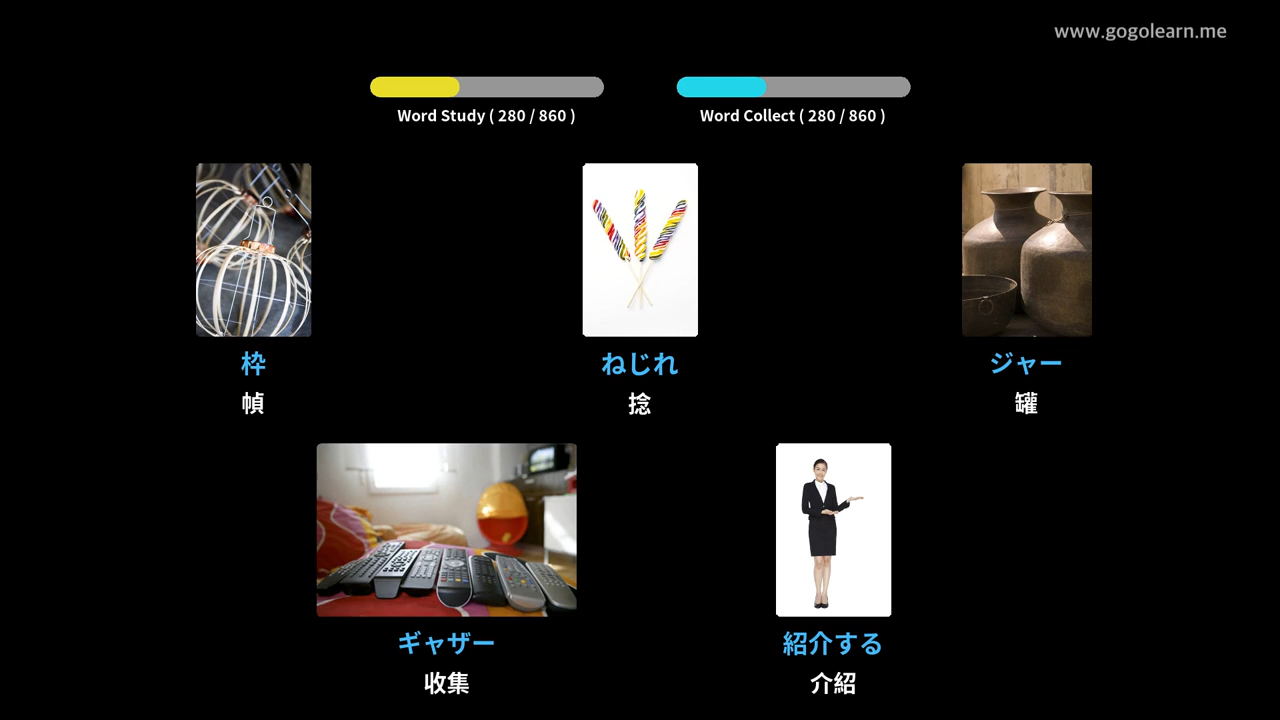 www.gogolearn.me
Word Study ( 280 / 860 )
Word Collect ( 280 / 860 )
枠
幀
ねじれ
捻
ジャー
罐
ギャザー
收集
紹介する
介紹